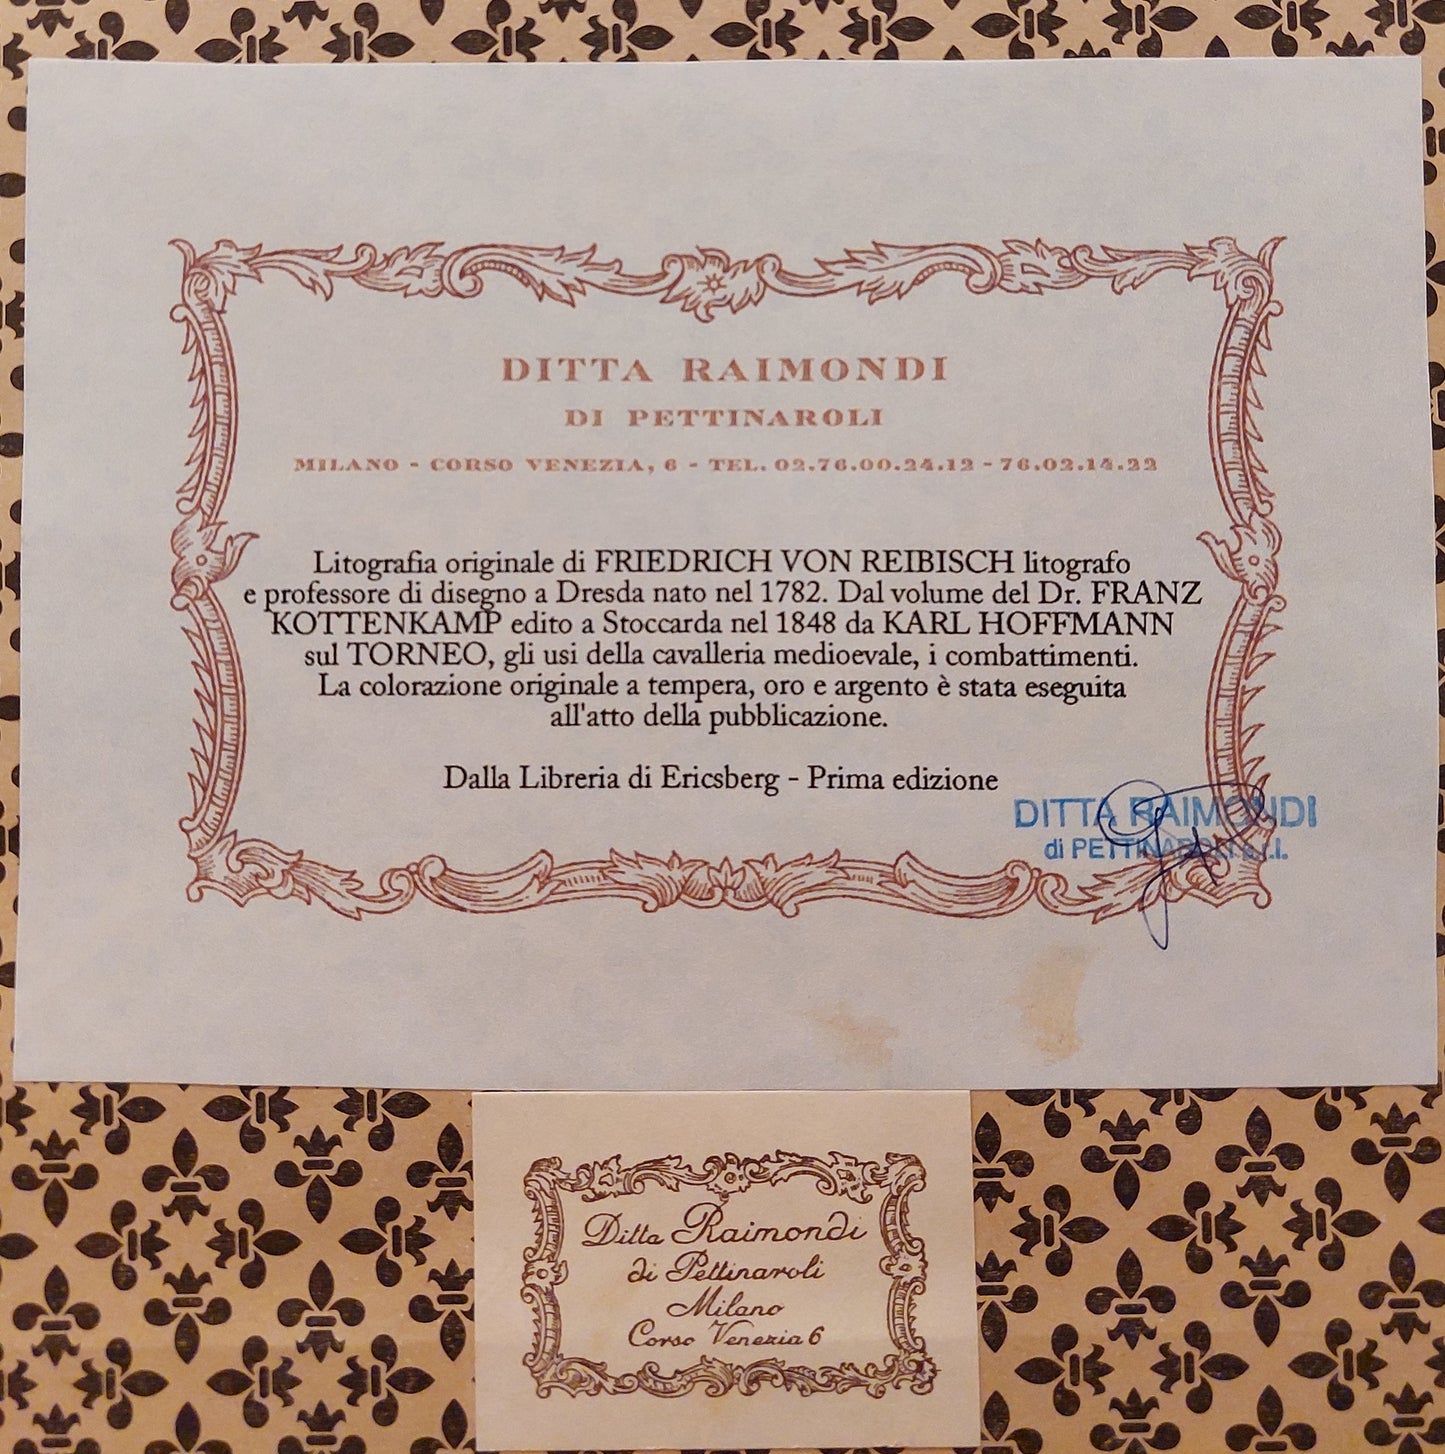 DITTA RAIMONDI
DI PETTINAROLI
MILANO - CORSO VENEZIA, 6 - TEL. 02.76.00.24.12 - 76.02.14.22
Litografia originale di FRIEDRICH VON REIBISCH litografo
e professore di disegno a Dresda nato nel 1782. Dal volume del Dr. FRANZ
KOTTENKAMP edito a Stoccarda nel 1848 da KARL HOFFMANN
sul TORNEO, gli usi della cavalleria medioevale, i combattimenti.
La colorazione originale a tempera, oro e argento è stata eseguita
all'atto della pubblicazione.
Dalla Libreria di Ericsberg - Prima edizione
DITTA RAIMONDI
di PETTINAROLI s.r.l.
Ditta Raimondi
di Pettinaroli
Milano
Corso Venezia 6